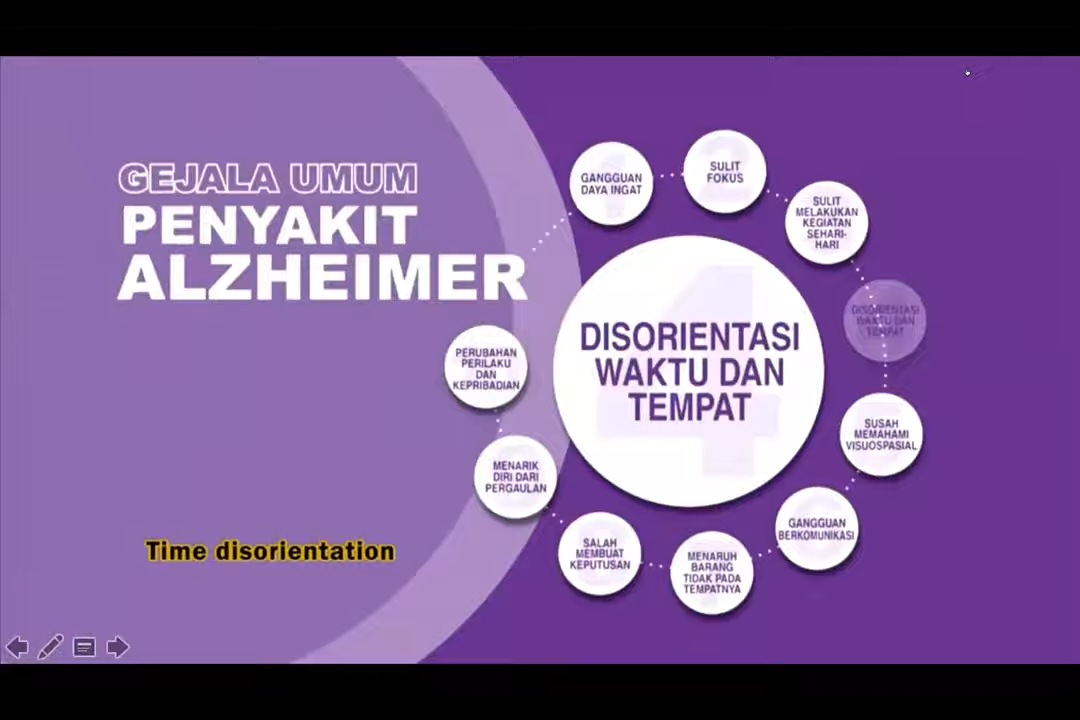 GEJALA UMUM
PENYAKIT
ALZHEIMER
GANGGUAN
DAYA INGAT
SULIT
FOKUS
SULIT
MELAKUKAN
KEGIATAN
SEHARI-
HARI
DISORIENTASI
WAKTU DAN
TEMPAT
SUSAH
MEMAHAMI
VISUOSPASIAL
GANGGUAN
BERKOMUNIKASI
MENARUH
BARANG
TIDAK PADA
TEMPATNYA
SALAH
MEMBUAT
KEPUTUSAN
MENARIK
DIRI DARI
PERGAULAN
PERUBAHAN
PERILAKU
DAN
KEPRIBADIAN
4
DISORIENTASI
WAKTU DAN
TEMPAT
Time disorientation